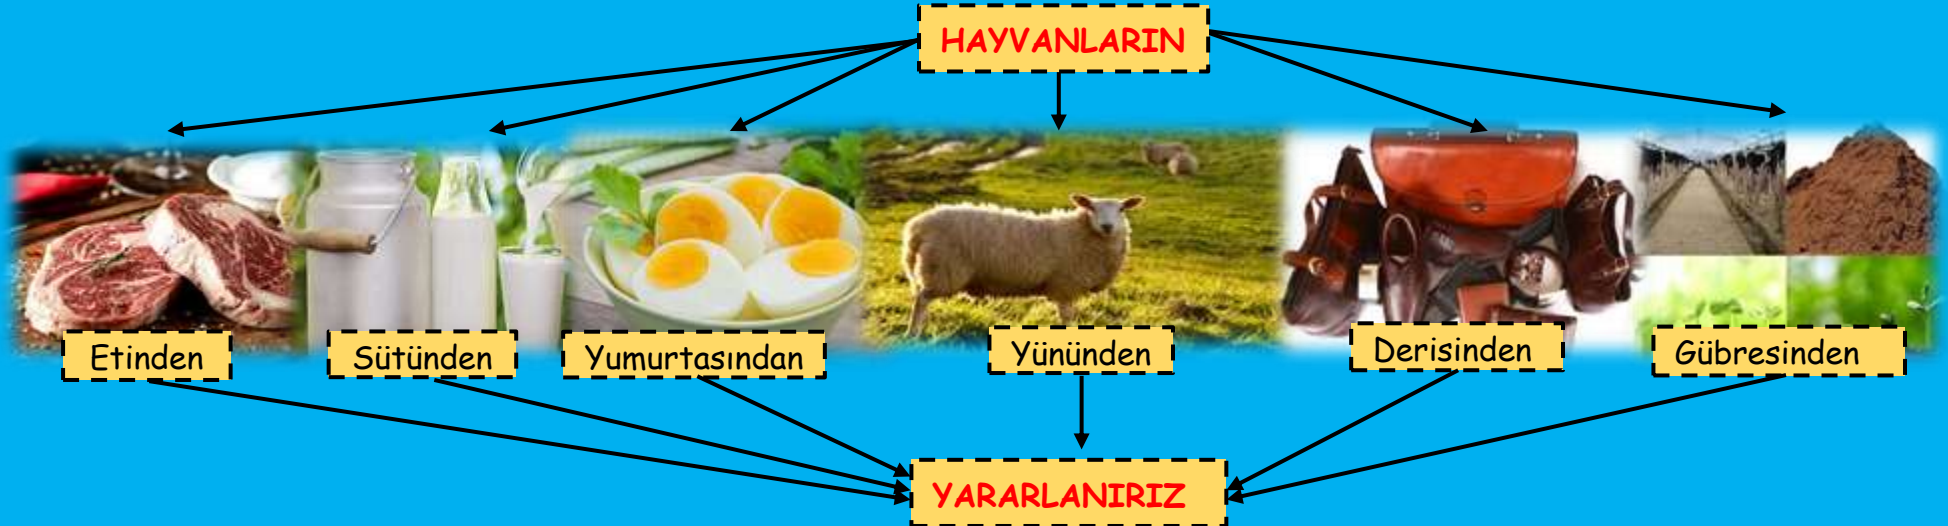 HAYVANLARIN
Etinden
Sütünden
Yumurtasından
Yününden
Derisinden
Gübresinden
YARARLANIRIZ